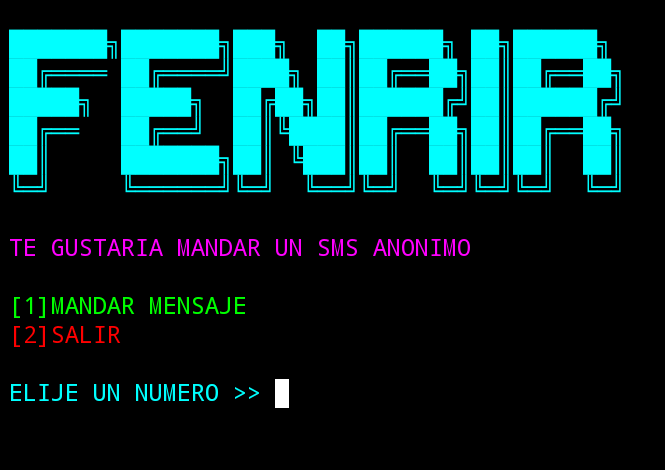 FENRIR
TE GUSTARIA MANDAR UN SMS ANONIMO
[1]MANDAR MENSAJE
[2]SALIR
ELIJE UN NUMERO >>